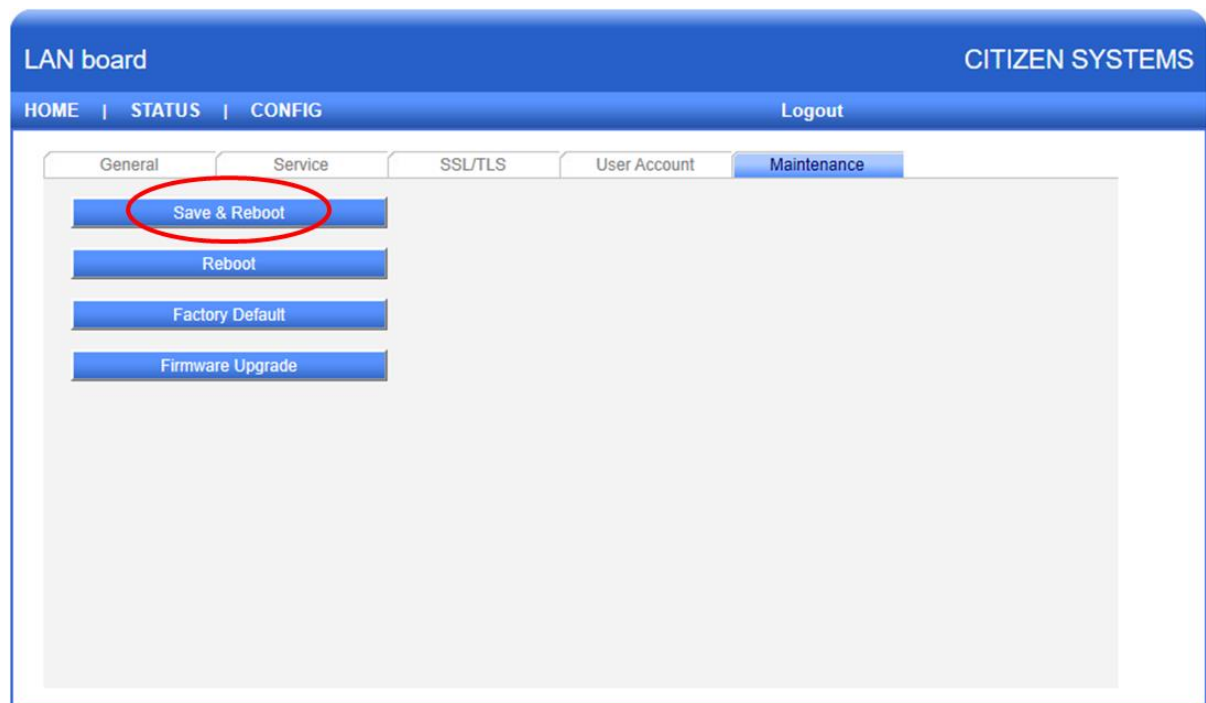 LAN board CITIZEN SYSTEMS
HOME | STATUS | CONFIG Logout
General Service SSL/TLS User Account Maintenance
Save & Reboot
Reboot
Factory Default
Firmware Upgrade